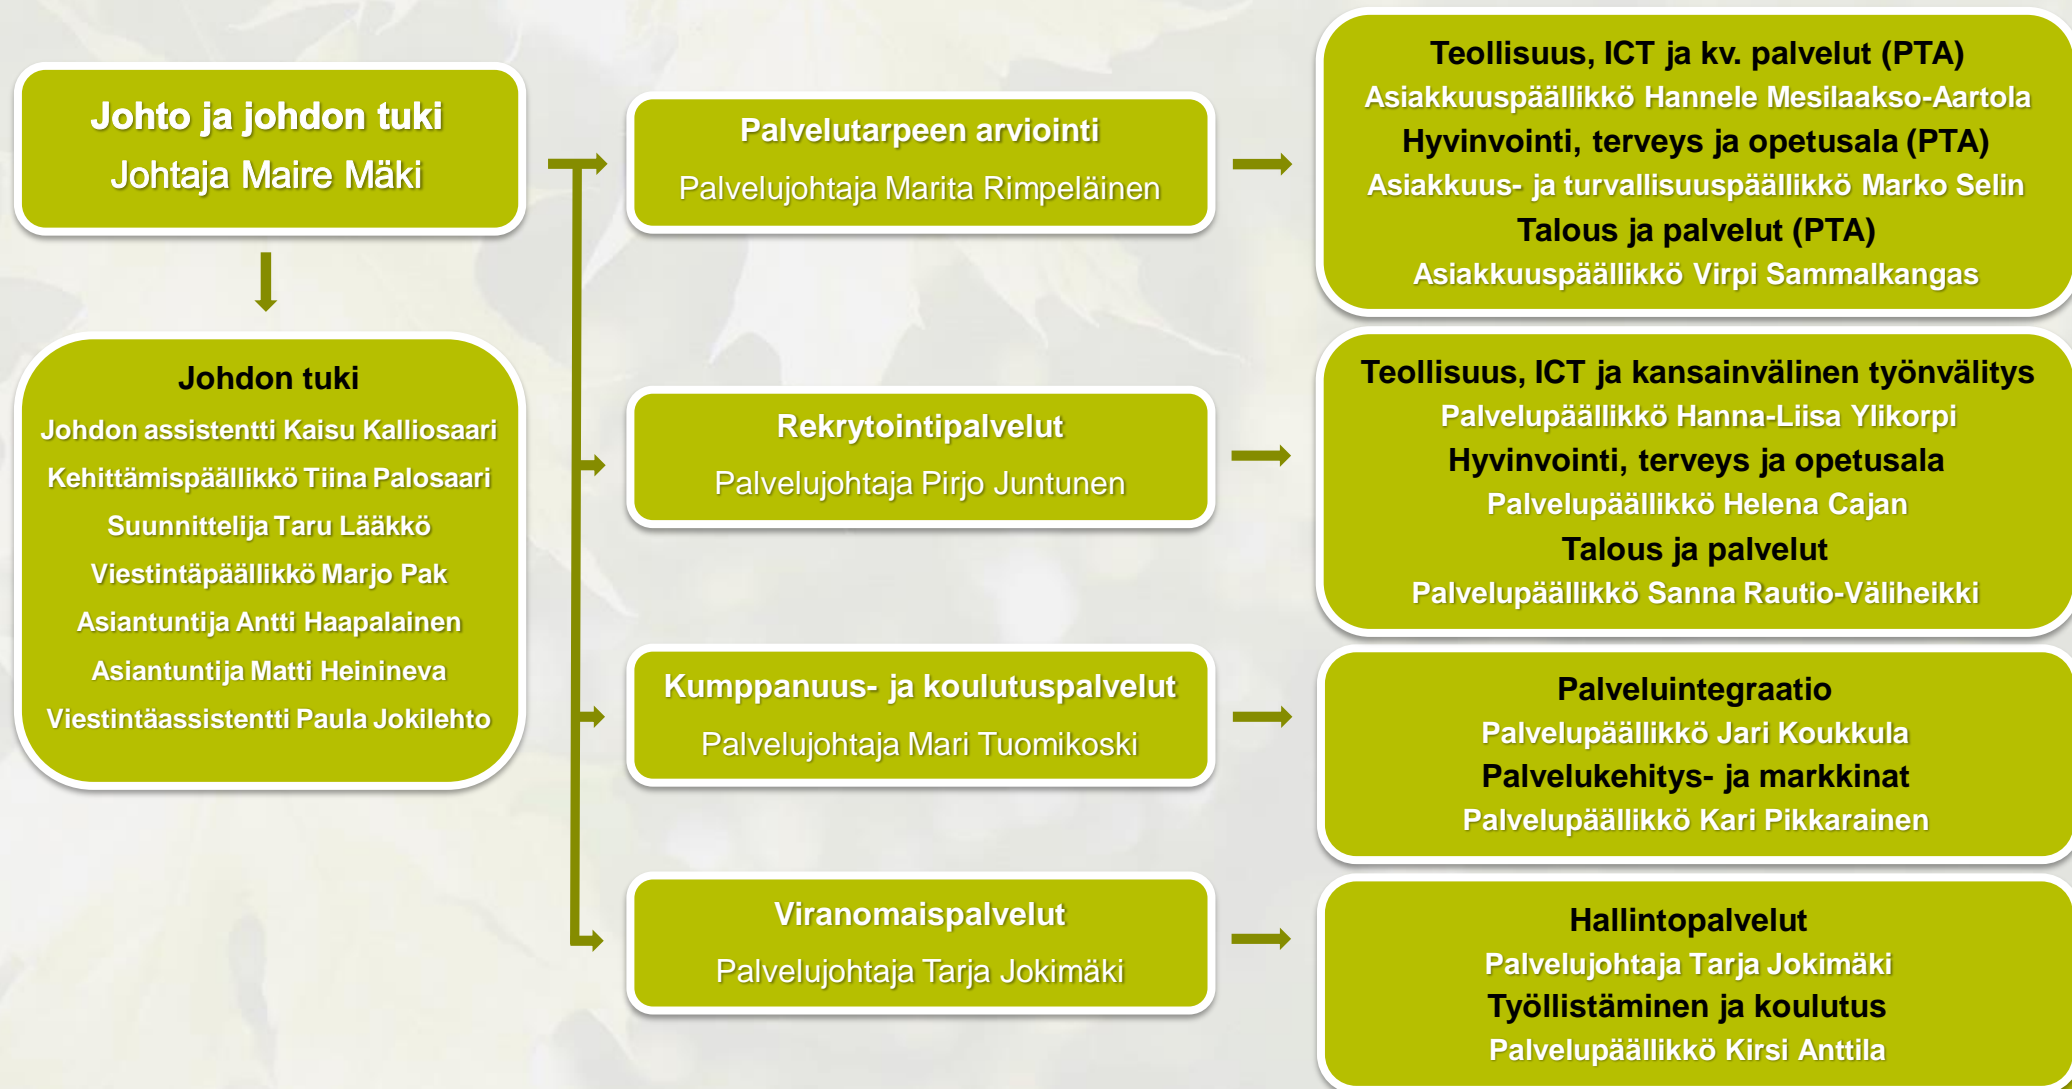 Johto ja johdon tuki
Johtaja Maire Mäki
Johdon tuki
Johdon assistentti Kaisu Kalliosaari
Kehittämispäällikkö Tiina Palosaari
Suunnittelija Taru Lääkkö
Viestintäpäällikkö Marjo Pak
Asiantuntija Antti Haapalainen
Asiantuntija Matti Heinineva
Viestintäassistentti Paula Jokilehto
Palvelutarpeen arviointi
Palvelujohtaja Marita Rimpeläinen
Teollisuus, ICT ja kv. palvelut (PTA)
Asiakkuuspäällikkö Hannele Mesilaakso-Aartola
Hyvinvointi, terveys ja opetusala (PTA)
Asiakkuus- ja turvallisuuspäällikkö Marko Selin
Talous ja palvelut (PTA)
Asiakkuuspäällikkö Virpi Sammalkangas
Rekrytointipalvelut
Palvelujohtaja Pirjo Juntunen
Teollisuus, ICT ja kansainvälinen työnvälitys
Palvelupäällikkö Hanna-Liisa Ylikorpi
Hyvinvointi, terveys ja opetusala
Palvelupäällikkö Helena Cajan
Talous ja palvelut
Palvelupäällikkö Sanna Rautio-Väliheikki
Kumppanuus- ja koulutuspalvelut
Palvelujohtaja Mari Tuomikoski
Palveluintegraatio
Palvelupäällikkö Jari Koukkula
Palvelukehitys- ja markkinat
Palvelupäällikkö Kari Pikkarainen
Viranomaispalvelut
Palvelujohtaja Tarja Jokimäki
Hallintopalvelut
Palvelujohtaja Tarja Jokimäki
Työllistäminen ja koulutus
Palvelupäällikkö Kirsi Anttila